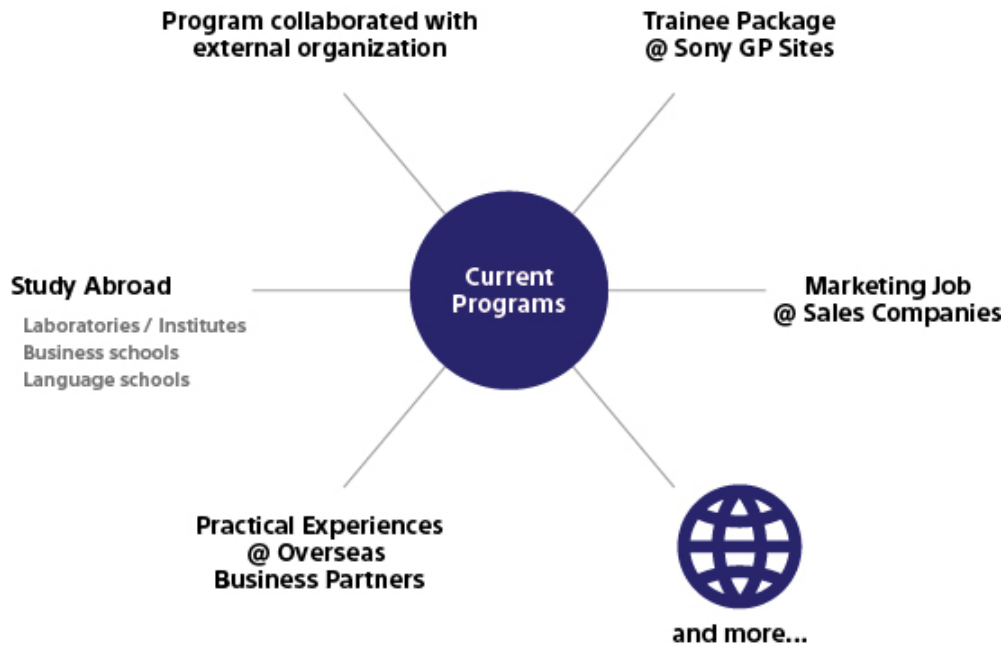 Program collaborated with
external organization
Trainee Package
@ Sony GP Sites
Current
Programs
Study Abroad
Laboratories / Institutes
Business schools
Language schools
Marketing Job
@ Sales Companies
Practical Experiences
@ Overseas
Business Partners
and more...